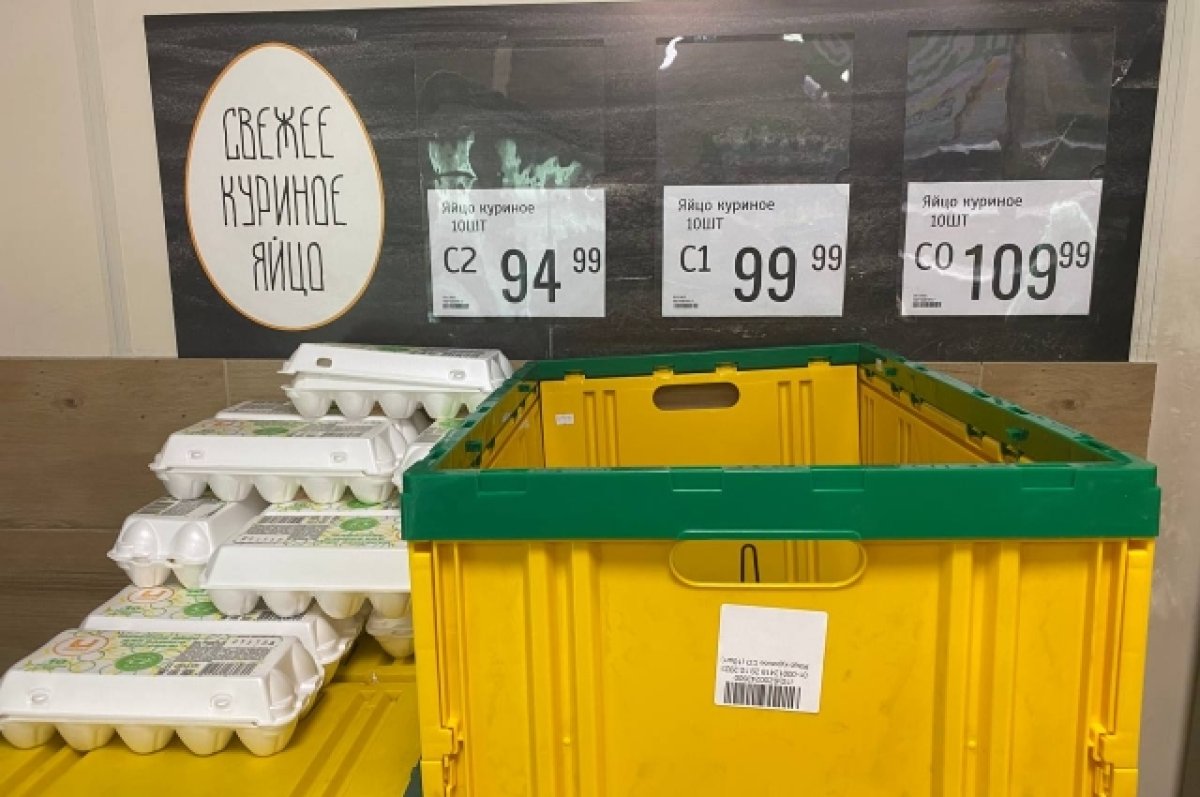 СВЕЖЕЕ
КУРИНОЕ
ЯЙЦО
Яйцо куриное
10ШТ
С2 94 99
Яйцо куриное
10ШТ
С1 99 99
Яйцо куриное
10ШТ
С0 109 99